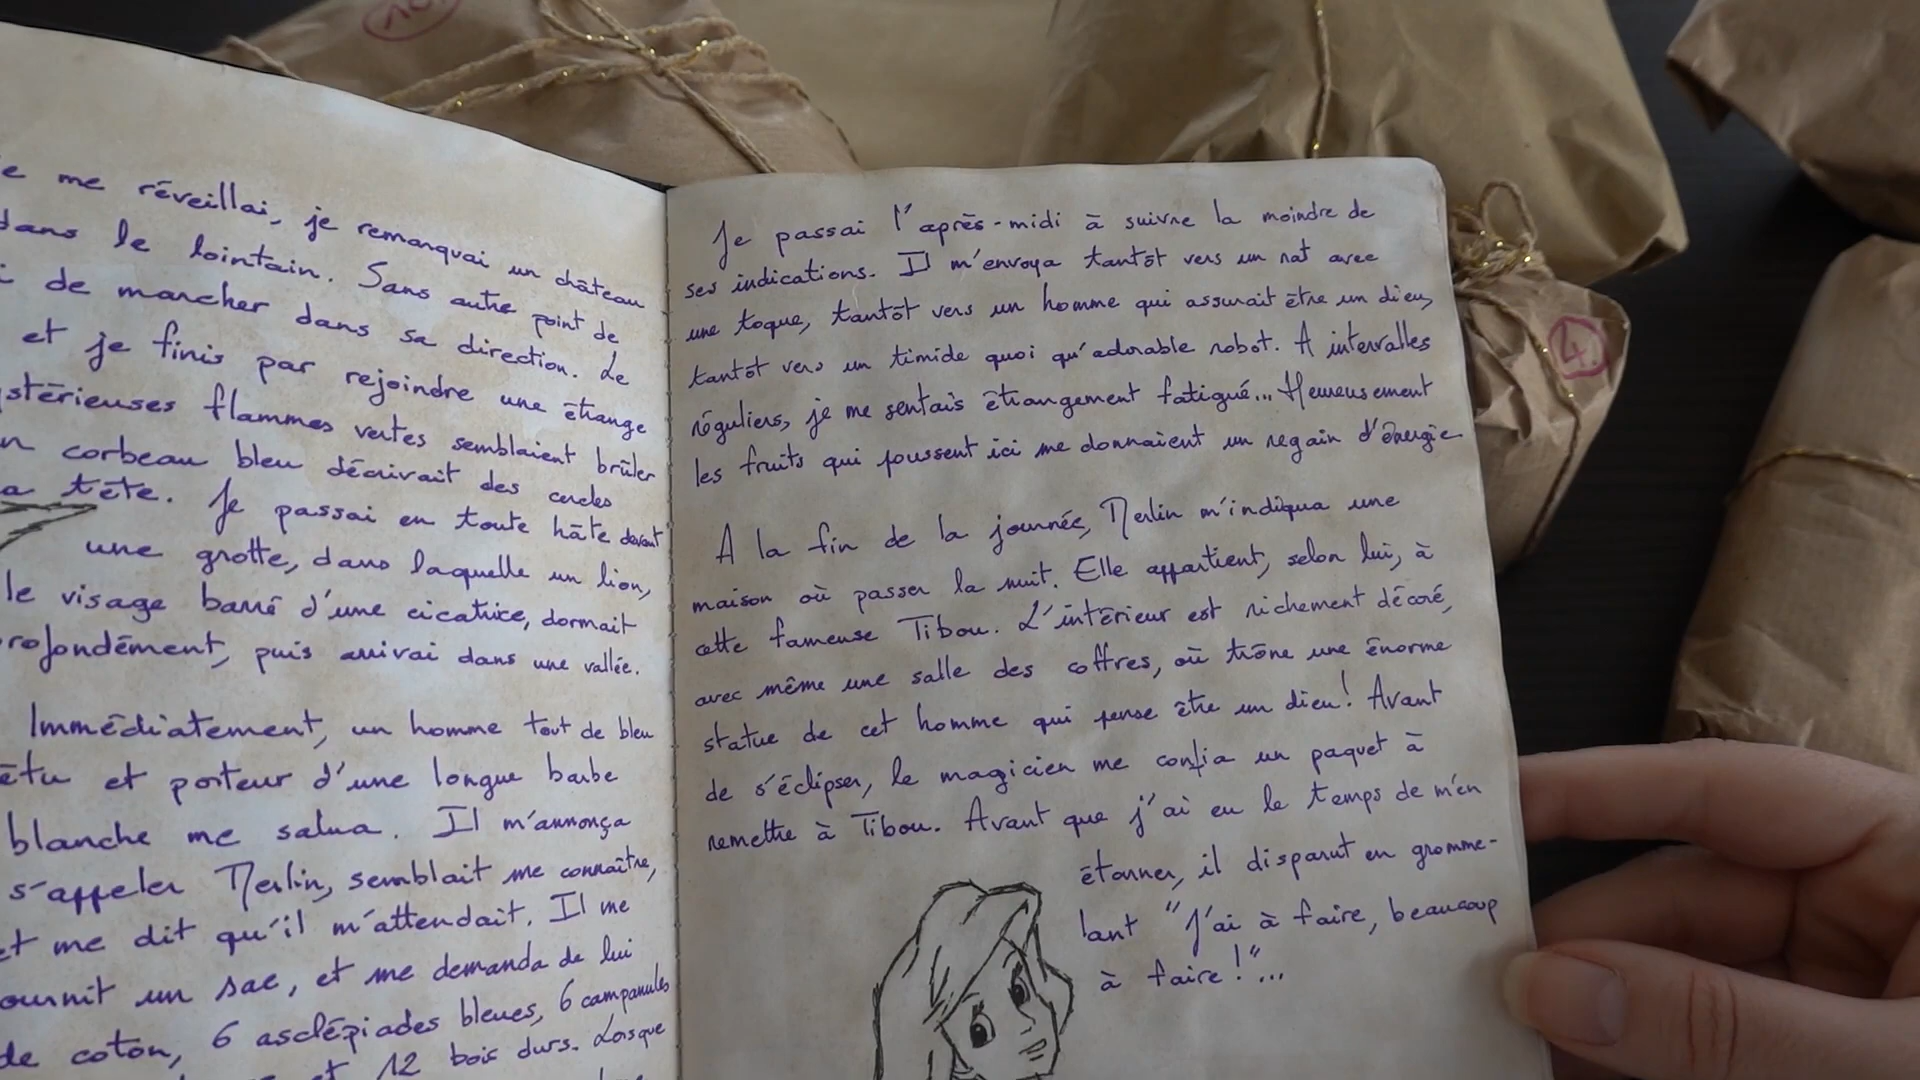 e me réveillai, je remarquai un château
dans le lointain. Sans autre point de
i de marcher dans sa direction. Le
et je finis par rejoindre une étrange
stérieuses flammes vertes semblaient brûler
n corbeau bleu décrivait des cercles
a tête. Je passai en toute hâte devant
une grotte, dans laquelle un lion,
le visage barré d'une cicatrice, dormait
rofondément, puis arrivai dans une vallée.
Immédiatement, un homme tout de bleu
êtu et porteur d'une longue barbe
blanche me salua. Il m'annonça
s'appeler Merlin, semblait me connaître,
et me dit qu'il m'attendait. Il me
ournit un sac, et me demanda de lui
de coton, 6 asclépiades bleues, 6 campanules
et 12 bois durs. Lorsque
Je passai l'après-midi à suivre la moindre de
ses indications. Il m'envoya tantôt vers un rat avec
une toque, tantôt vers un homme qui assurait être un dieu,
tantôt vers un timide quoi qu'adorable robot. A intervalles
réguliers, je me sentais étrangement fatigué... Heureusement
les fruits qui poussent ici me donnaient un regain d'énergie
A la fin de la journée, Merlin m'indiqua une
maison où passer la nuit. Elle appartient, selon lui, à
cette fameuse Tibou. L'intérieur est richement décoré,
avec même une salle des coffres, où trône une énorme
statue de cet homme qui pense être un dieu ! Avant
de s'éclipser, le magicien me confia un paquet à
remettre à Tibou. Avant que j'ai eu le temps de m'en
étonner, il disparut en gromme-
lant "J'ai à faire, beaucoup
à faire !"...
4.